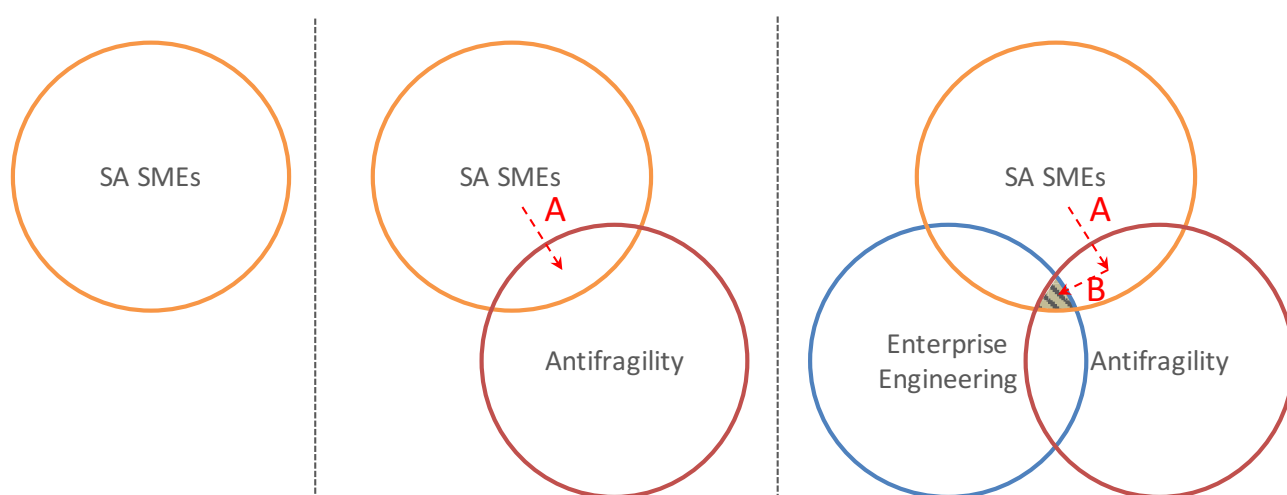 SA SMEs
SA SMEs
A
Antifragility
SA SMEs
A
B
Enterprise
Engineering
Antifragility